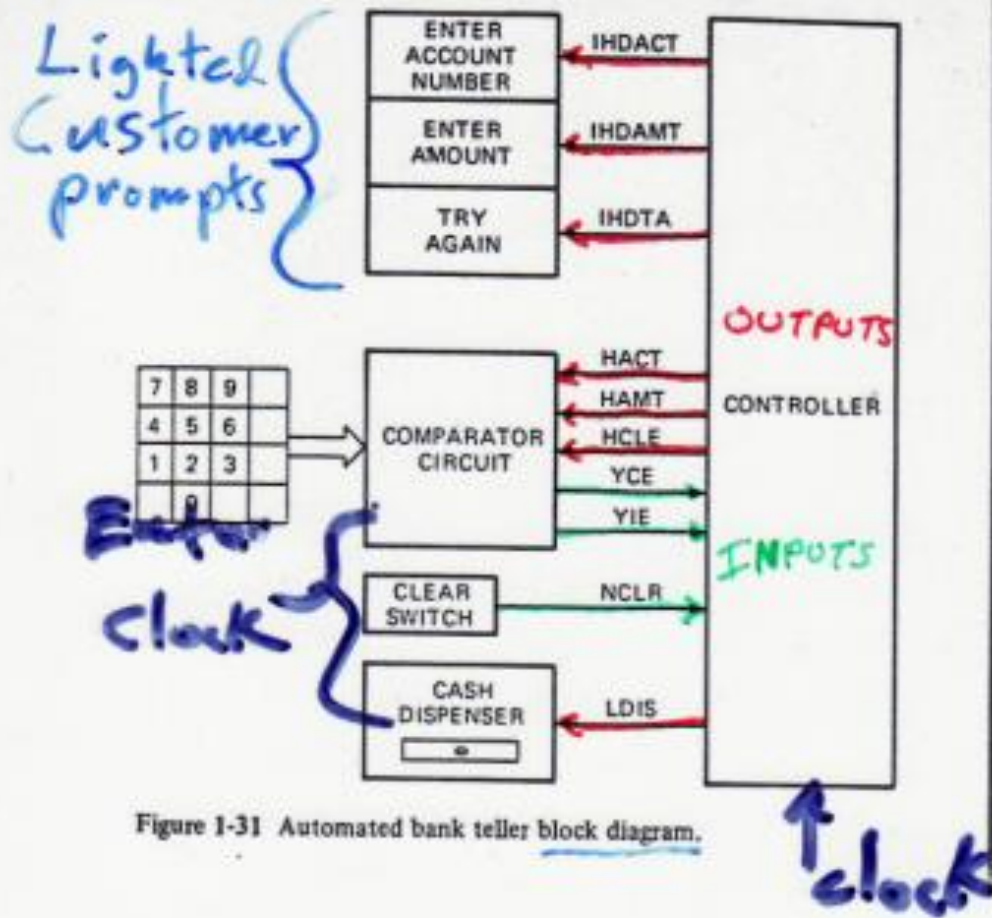 Lighted
Customer
prompts
ENTER
ACCOUNT
NUMBER
IHDACT
ENTER
AMOUNT
IHDAMT
TRY
AGAIN
IHDTA
OUTPUTS
CONTROLLER
7 8 9
4 5 6
1 2 3
0
Enter
COMPARATOR
CIRCUIT
HACT
HAMT
HCLE
YCE
YIE
INPUTS
Clock
CLEAR
SWITCH
NCLR
CASH
DISPENSER
LDIS
Figure 1-31 Automated bank teller block diagram.
clock